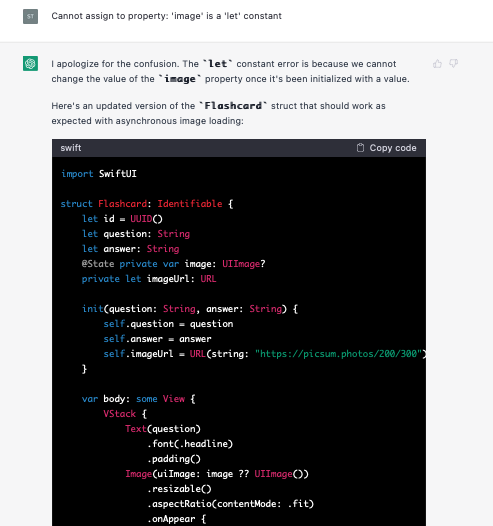 ST
Cannot assign to property: 'image' is a 'let' constant
I apologize for the confusion. The `let` constant error is because we cannot
change the value of the `image` property once it's been initialized with a value.
Here's an updated version of the `Flashcard` struct that should work as
expected with asynchronous image loading:
swift
Copy code
import SwiftUI
struct Flashcard: Identifiable {
    let id = UUID()
    let question: String
    let answer: String
    @State private var image: UIImage?
    private let imageUrl: URL
    init(question: String, answer: String) {
        self.question = question
        self.answer = answer
        self.imageUrl = URL(string: "https://picsum.photos/200/300")
    }
    var body: some View {
        VStack {
            Text(question)
                .font(.headline)
                .padding()
            Image(uiImage: image ?? UIImage())
                .resizable()
                .aspectRatio(contentMode: .fit)
                .onAppear {